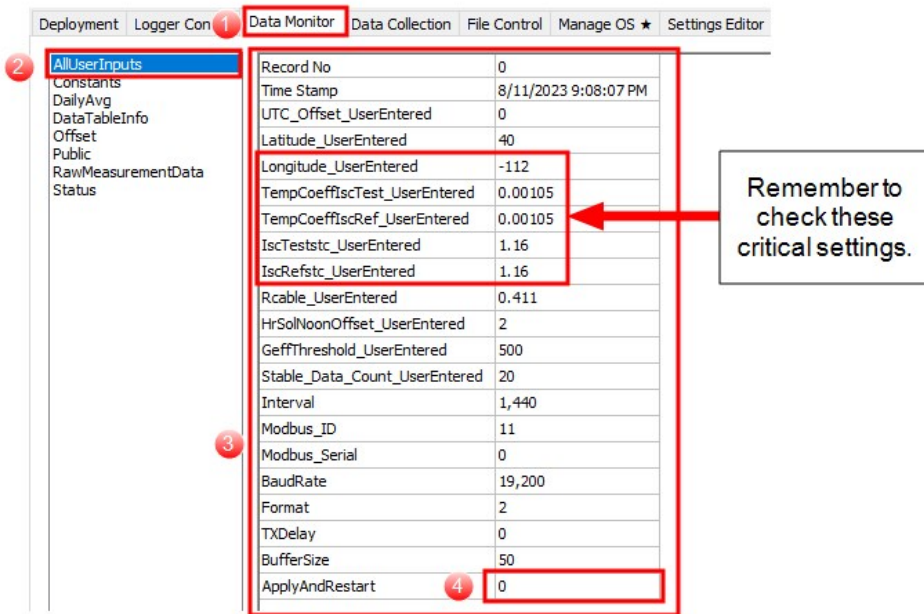 Deployment Logger Con 1 Data Monitor Data Collection File Control Manage OS ★ Settings Editor
2 AllUserInputs
Constants
DailyAvg
DataTableInfo
Offset
Public
RawMeasurementData
Status
3
Record No 0
Time Stamp 8/11/2023 9:08:07 PM
UTC_Offset_UserEntered 0
Latitude_UserEntered 40
Longitude_UserEntered -112
TempCoeffIscTest_UserEntered 0.00105
TempCoeffIscRef_UserEntered 0.00105
IscTeststc_UserEntered 1.16
IscRefstc_UserEntered 1.16
Rcable_UserEntered 0.411
HrSolNoonOffset_UserEntered 2
GeffThreshold_UserEntered 500
Stable_Data_Count_UserEntered 20
Interval 1,440
Modbus_ID 11
Modbus_Serial 0
BaudRate 19,200
Format 2
TXDelay 0
BufferSize 50
ApplyAndRestart 4 0
Remember to
check these
critical settings.